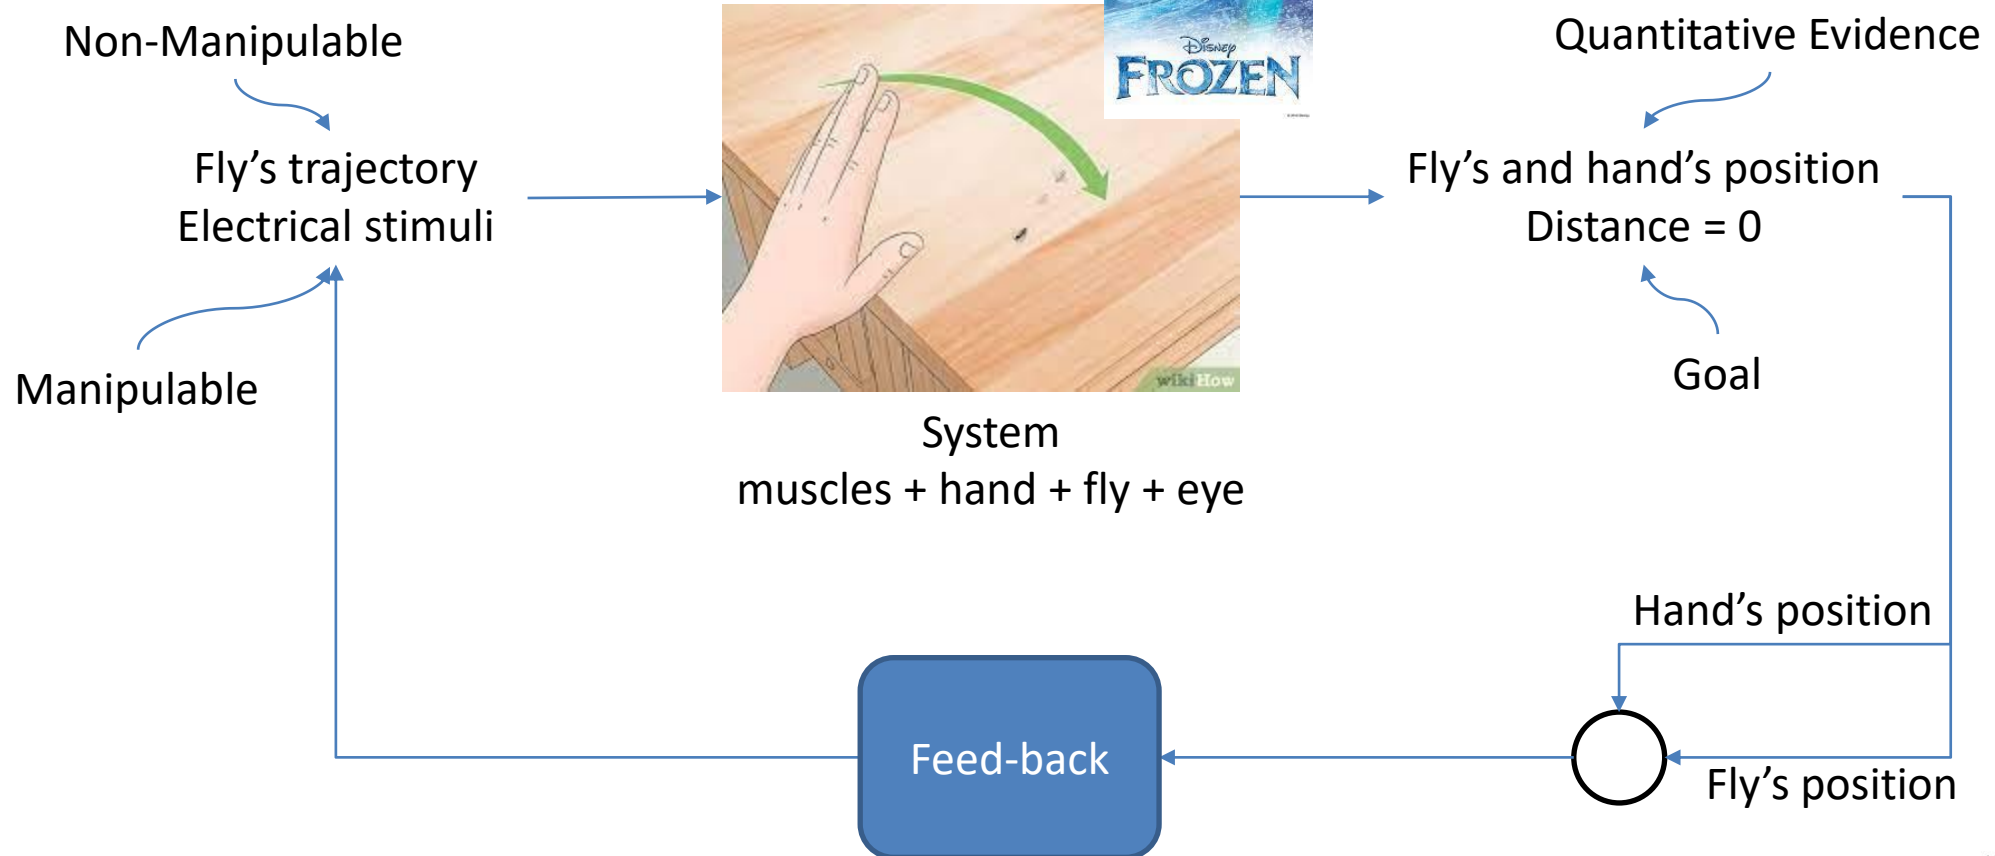 Non-Manipulable
Fly's trajectory
Electrical stimuli
Manipulable
Disney
FROZEN
wikiHow
System
muscles + hand + fly + eye
Quantitative Evidence
Fly's and hand's position
Distance = 0
Goal
Hand's position
Fly's position
Feed-back